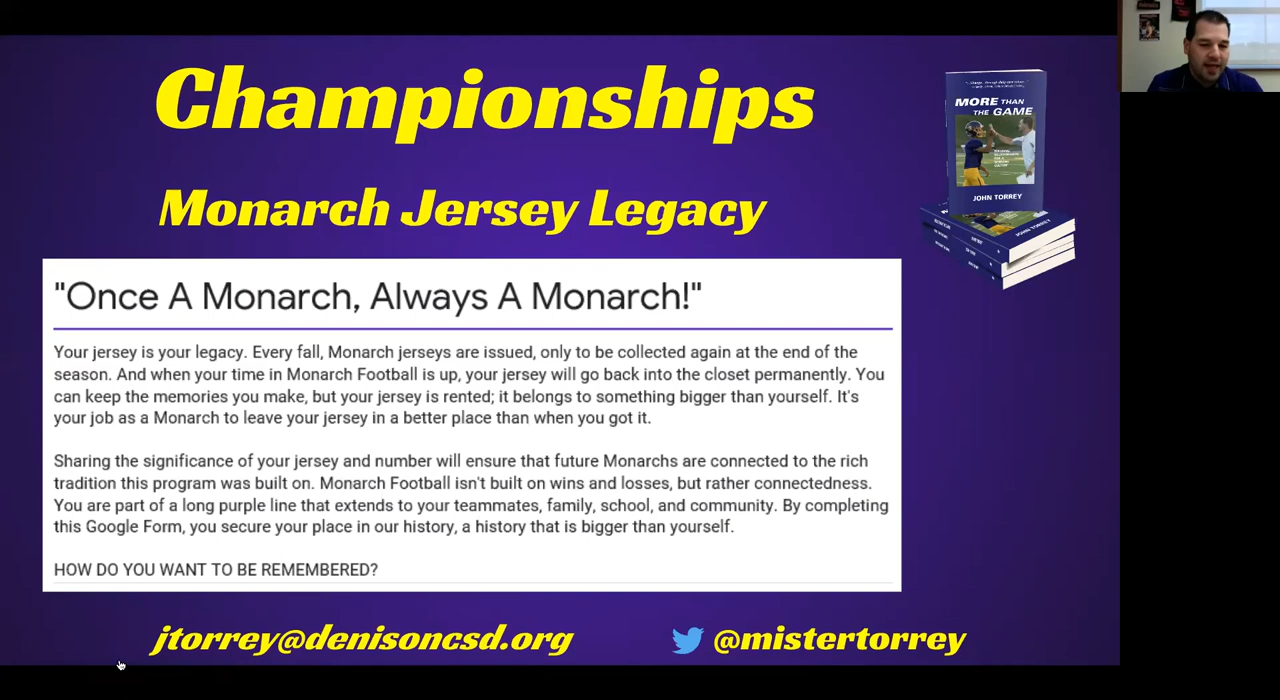 Championships
Monarch Jersey Legacy
MORE THAN
THE GAME
JOHN TORREY
JOHN TORREY
"Once A Monarch, Always A Monarch!"
Your jersey is your legacy. Every fall, Monarch jerseys are issued, only to be collected again at the end of the
season. And when your time in Monarch Football is up, your jersey will go back into the closet permanently. You
can keep the memories you make, but your jersey is rented; it belongs to something bigger than yourself. It's
your job as a Monarch to leave your jersey in a better place than when you got it.
Sharing the significance of your jersey and number will ensure that future Monarchs are connected to the rich
tradition this program was built on. Monarch Football isn't built on wins and losses, but rather connectedness.
You are part of a long purple line that extends to your teammates, family, school, and community. By completing
this Google Form, you secure your place in our history, a history that is bigger than yourself.
HOW DO YOU WANT TO BE REMEMBERED?
jtorrey@denisoncsd.org
@mistertorrey